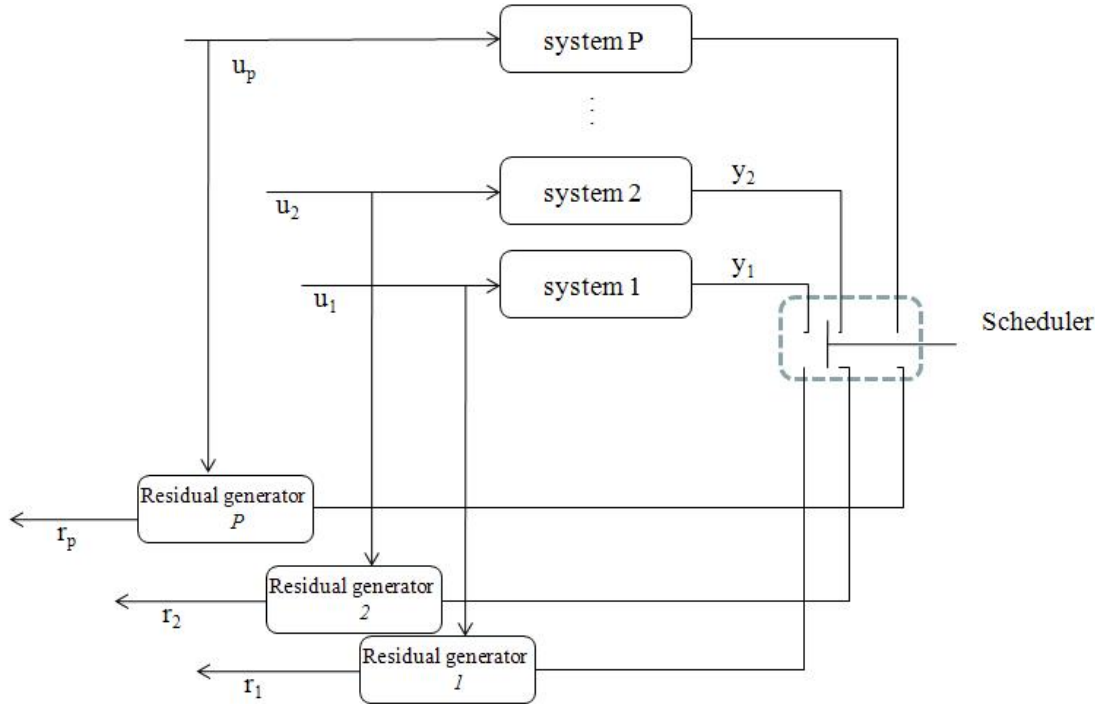 system P
u_p
system 2
y_2
u_2
system 1
y_1
u_1
Scheduler
Residual generator
P
r_p
Residual generator
2
r_2
Residual generator
1
r_1